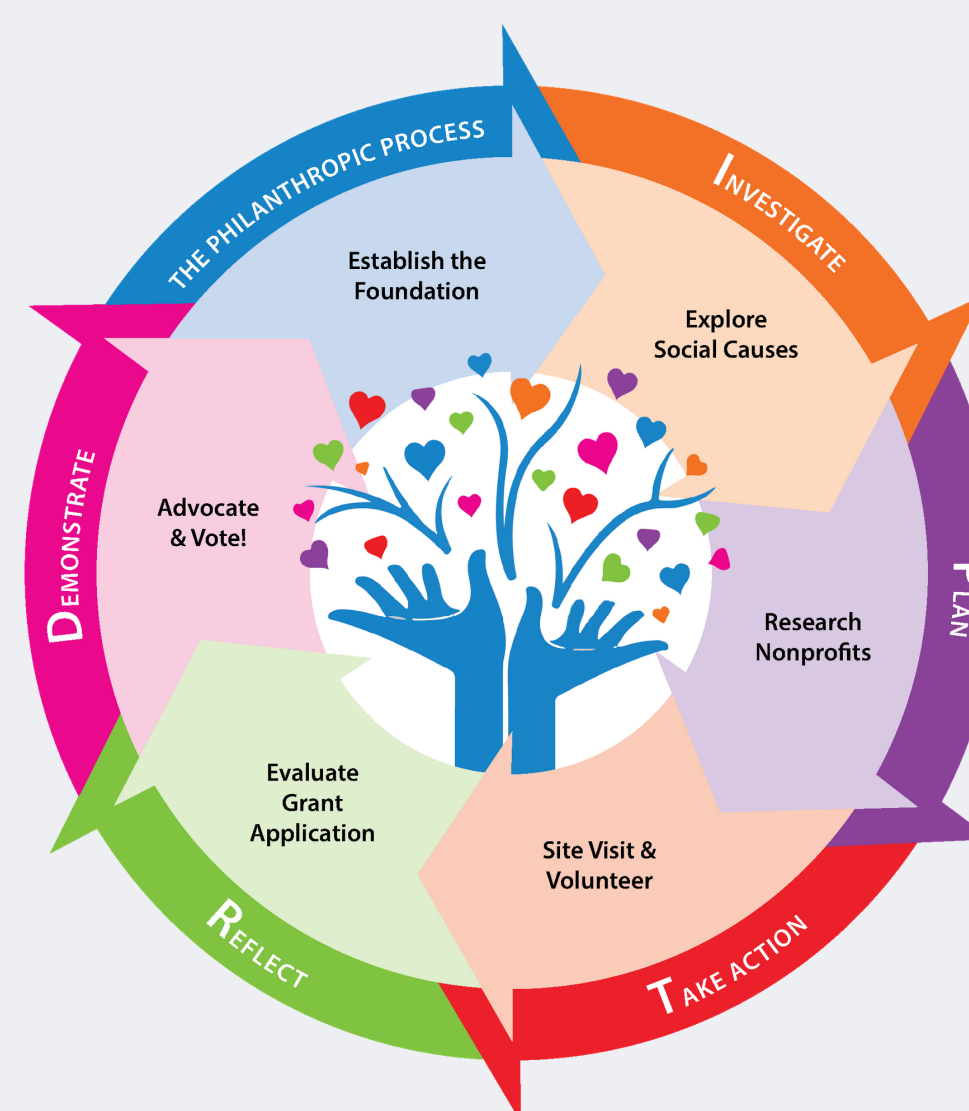 THE PHILANTHROPIC PROCESS
Establish the
Foundation
INVESTIGATE
Explore
Social Causes
PLAN
Research
Nonprofits
TAKE ACTION
Site Visit &
Volunteer
REFLECT
Evaluate
Grant
Application
DEMONSTRATE
Advocate
& Vote!